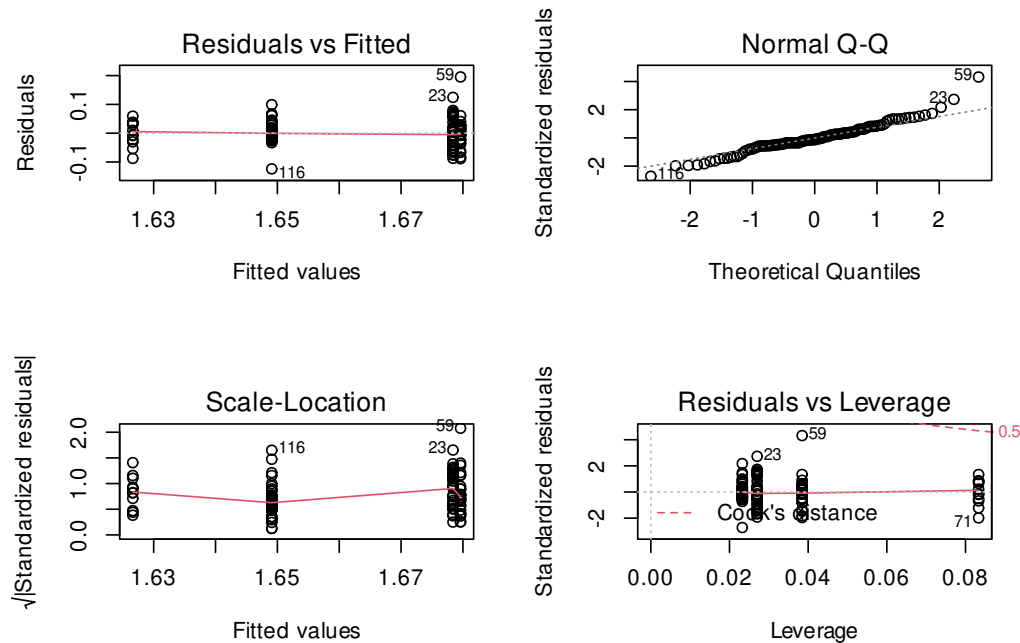 Residuals vs Fitted
Residuals
-0.1
0.1
59
23
116
1.63
1.65
1.67
Fitted values
Normal Q-Q
Standardized residuals
-2
2
59
23
116
-2
-1
0
1
2
Theoretical Quantiles
Scale-Location
√|Standardized residuals|
0.0
1.0
2.0
59
116
23
1.63
1.65
1.67
Fitted values
Residuals vs Leverage
Standardized residuals
-2
2
59
0.5
23
Cook's distance
71
0.00
0.02
0.04
0.06
0.08
Leverage